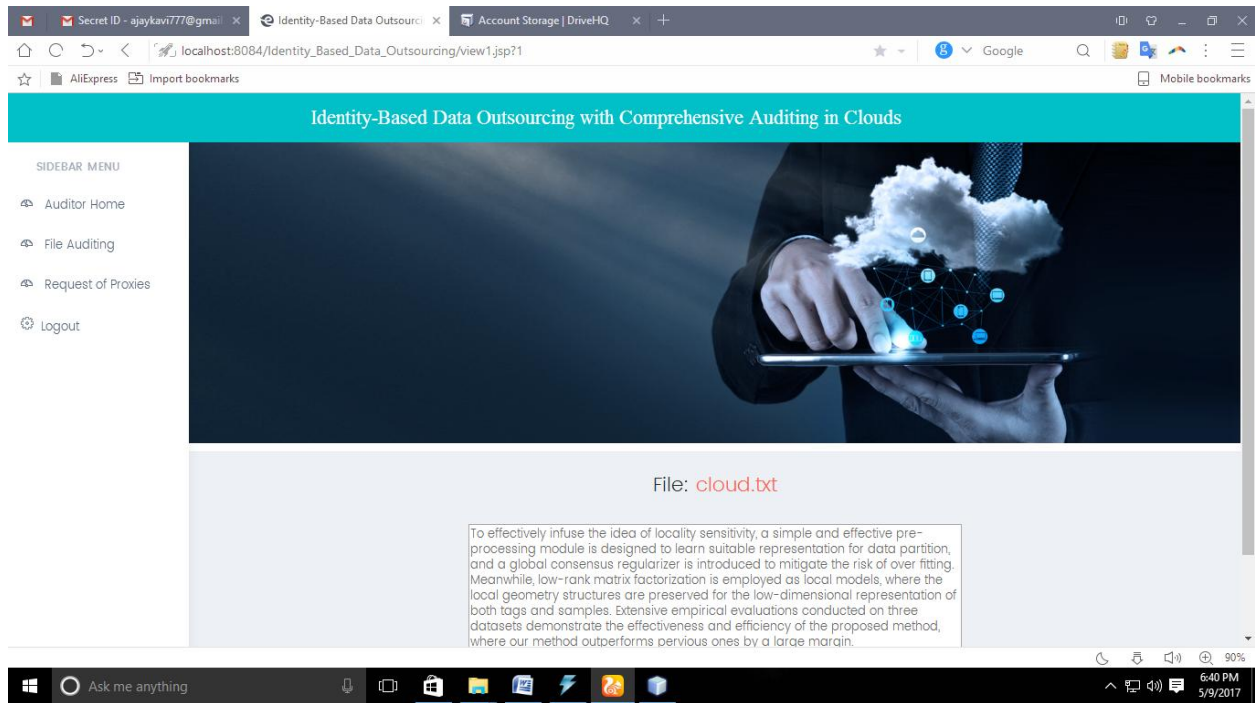 Secret ID - ajaykavi777@gmail
Identity-Based Data Outsourci
Account Storage | DriveHQ
localhost:8084/Identity_Based_Data_Outsourcing/view1.jsp?1
Google
AliExpress
Import bookmarks
Mobile bookmarks
Identity-Based Data Outsourcing with Comprehensive Auditing in Clouds
SIDEBAR MENU
Auditor Home
File Auditing
Request of Proxies
Logout
File: cloud.txt
To effectively infuse the idea of locality sensitivity, a simple and effective pre-
processing module is designed to learn suitable representation for data partition,
and a global consensus regularizer is introduced to mitigate the risk of over fitting.
Meanwhile, low-rank matrix factorization is employed as local models, where the
local geometry structures are preserved for the low-dimensional representation of
both tags and samples. Extensive empirical evaluations conducted on three
datasets demonstrate the effectiveness and efficiency of the proposed method,
where our method outperforms pervious ones by a large margin.
90%
Ask me anything
6:40 PM
5/9/2017